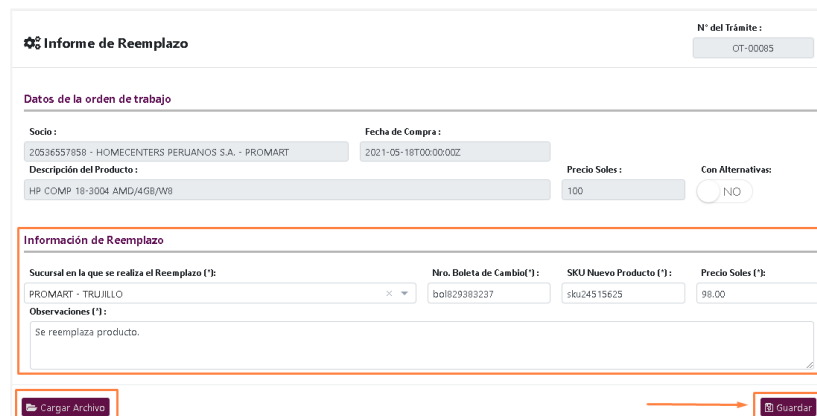 N° del Trámite :
Informe de Reemplazo
OT-00085
Datos de la orden de trabajo
Socio : Fecha de Compra :
20536557858 - HOMECENTERS PERUANOS S.A. - PROMART 2021-05-18T00:00:00Z
Descripción del Producto : Precio Soles : Con Alternativas:
HP COMP 18-3004 AMD/4GB/W8 100 NO
Información de Reemplazo
Sucursal en la que se realiza el Reemplazo (*): Nro. Boleta de Cambio(*) : SKU Nuevo Producto (*) : Precio Soles (*):
PROMART - TRUJILLO × bol829383237 sku24515625 98.00
Observaciones (*) :
Se reemplaza producto.
Cargar Archivo Guardar